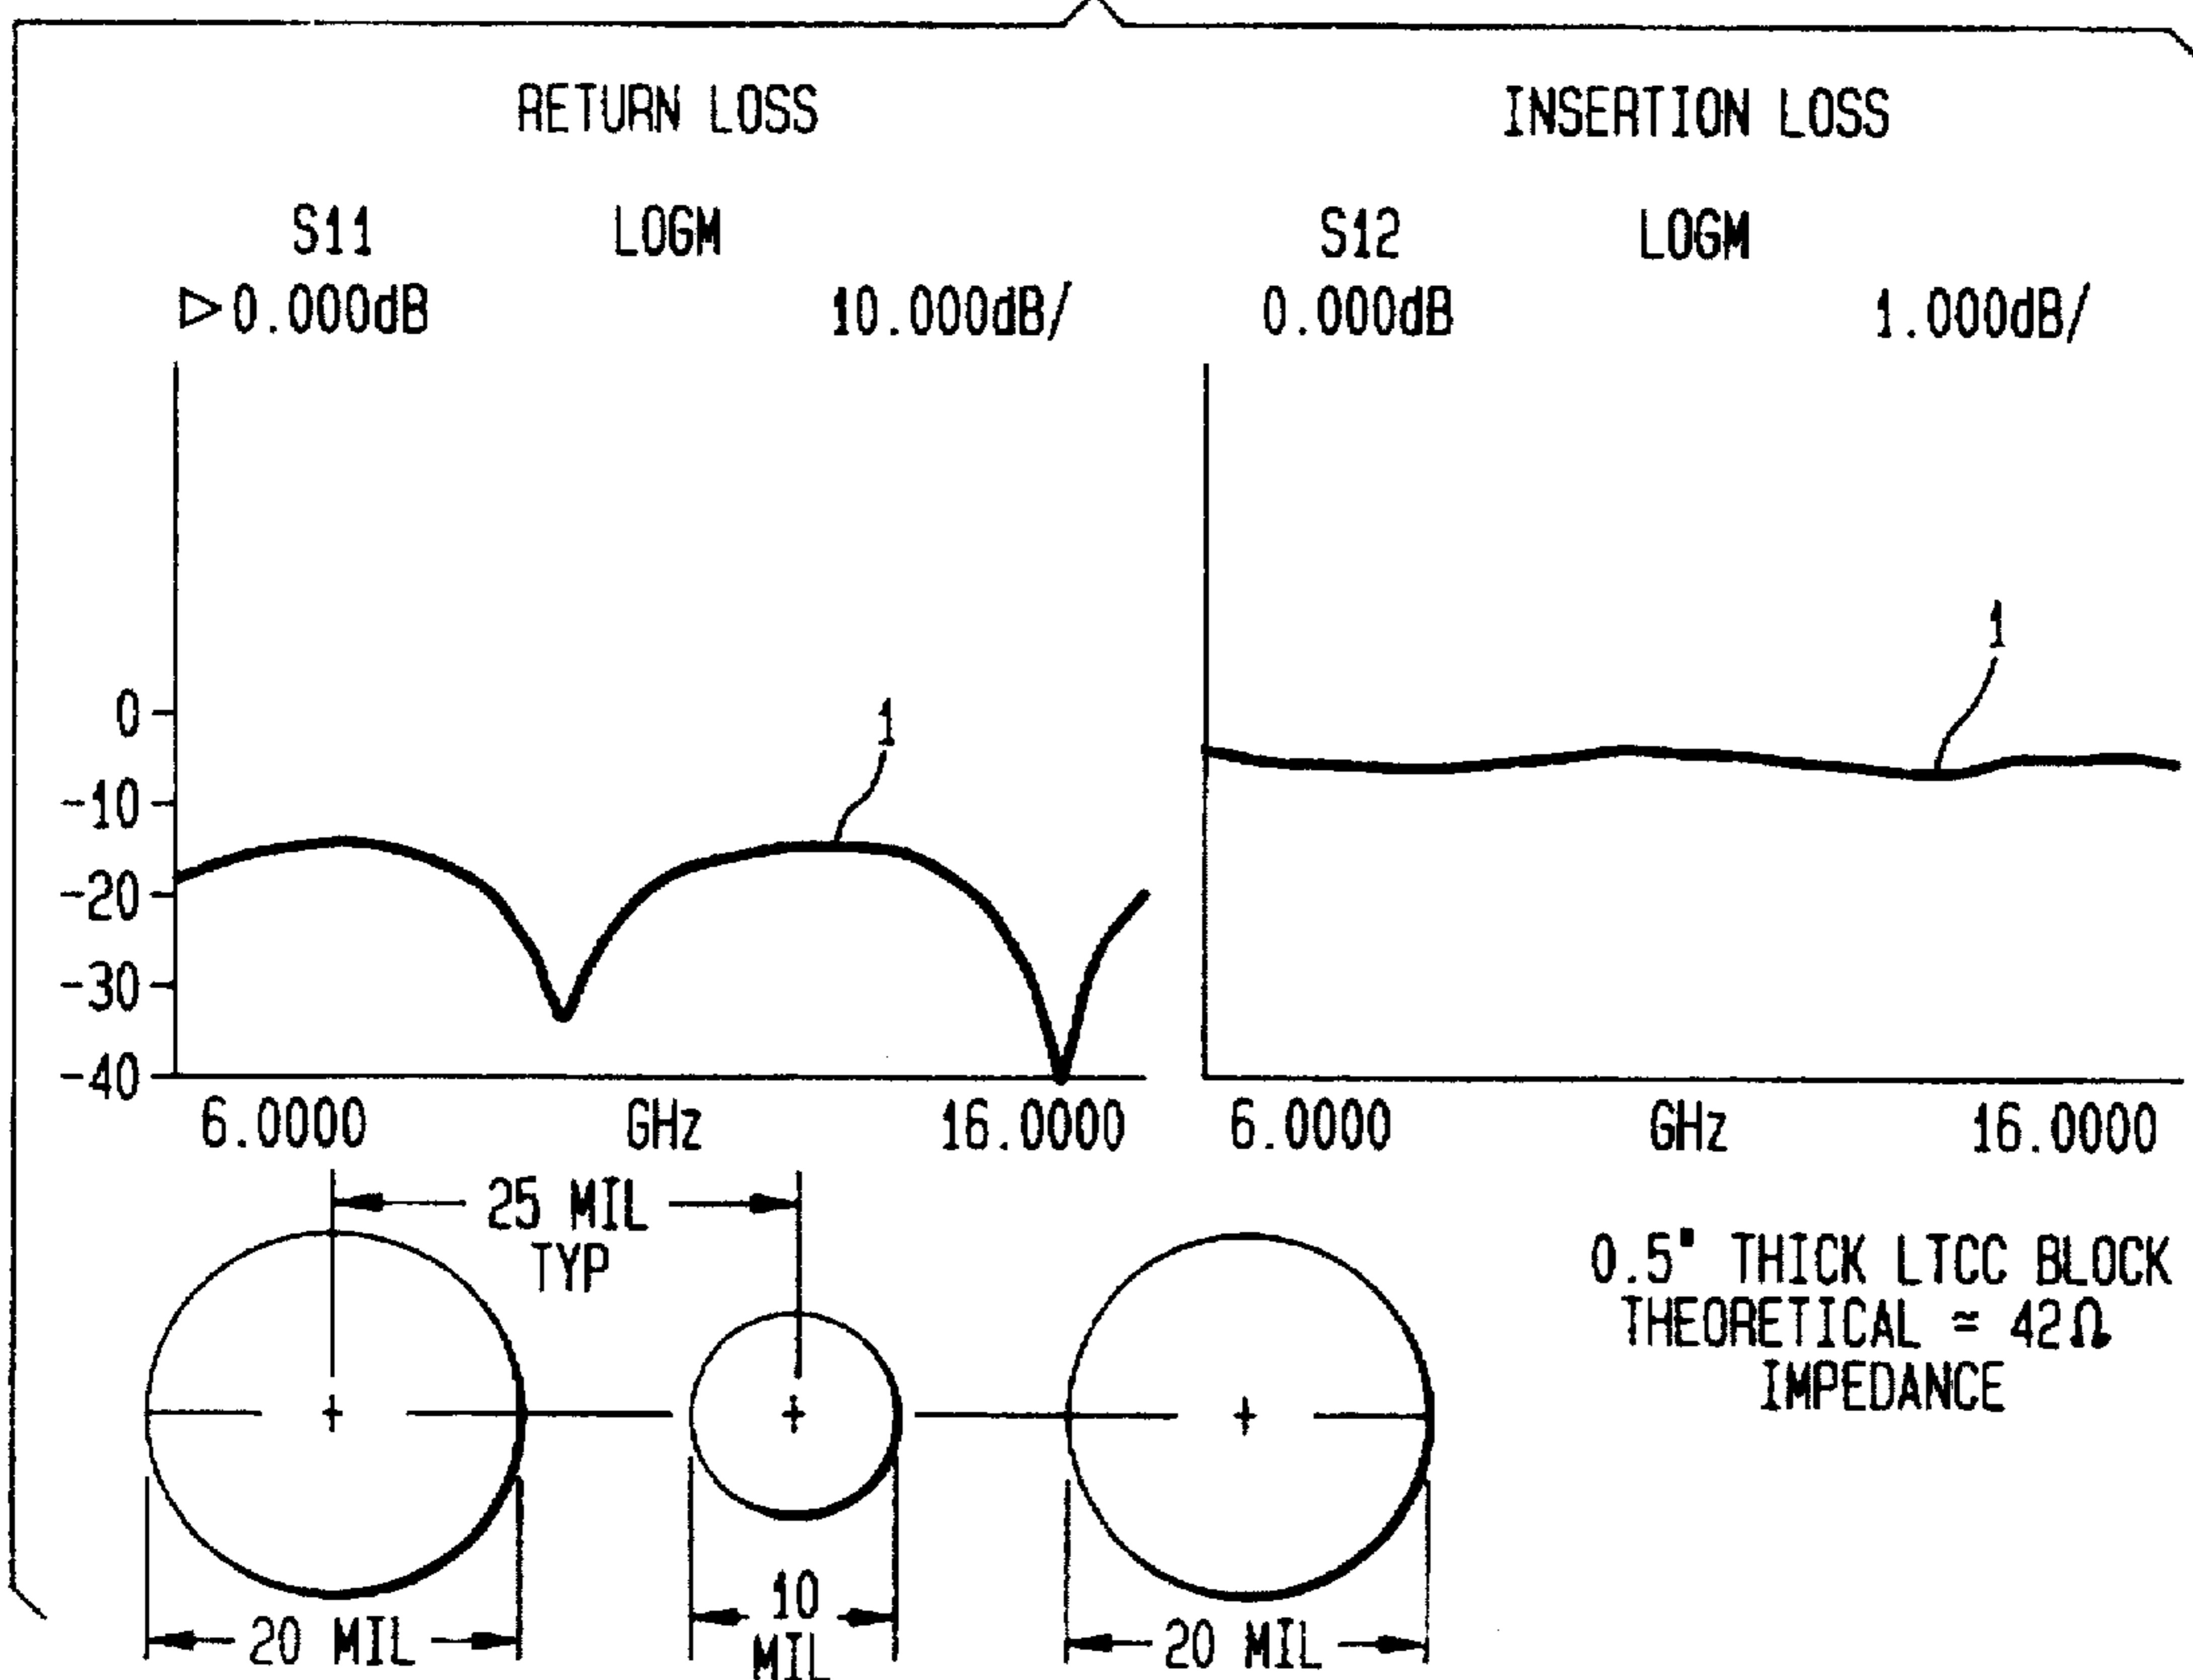 RETURN LOSS
S11 LOGM
▷0.000dB 10.000dB/
1
0
-10
-20
-30
-40
6.0000 GHz 16.0000
INSERTION LOSS
S12 LOGM
0.000dB 1.000dB/
1
6.0000 GHz 16.0000
25 MIL
TYP
20 MIL
10
MIL
20 MIL
0.5" THICK LTCC BLOCK
THEORETICAL = 42Ω
IMPEDANCE